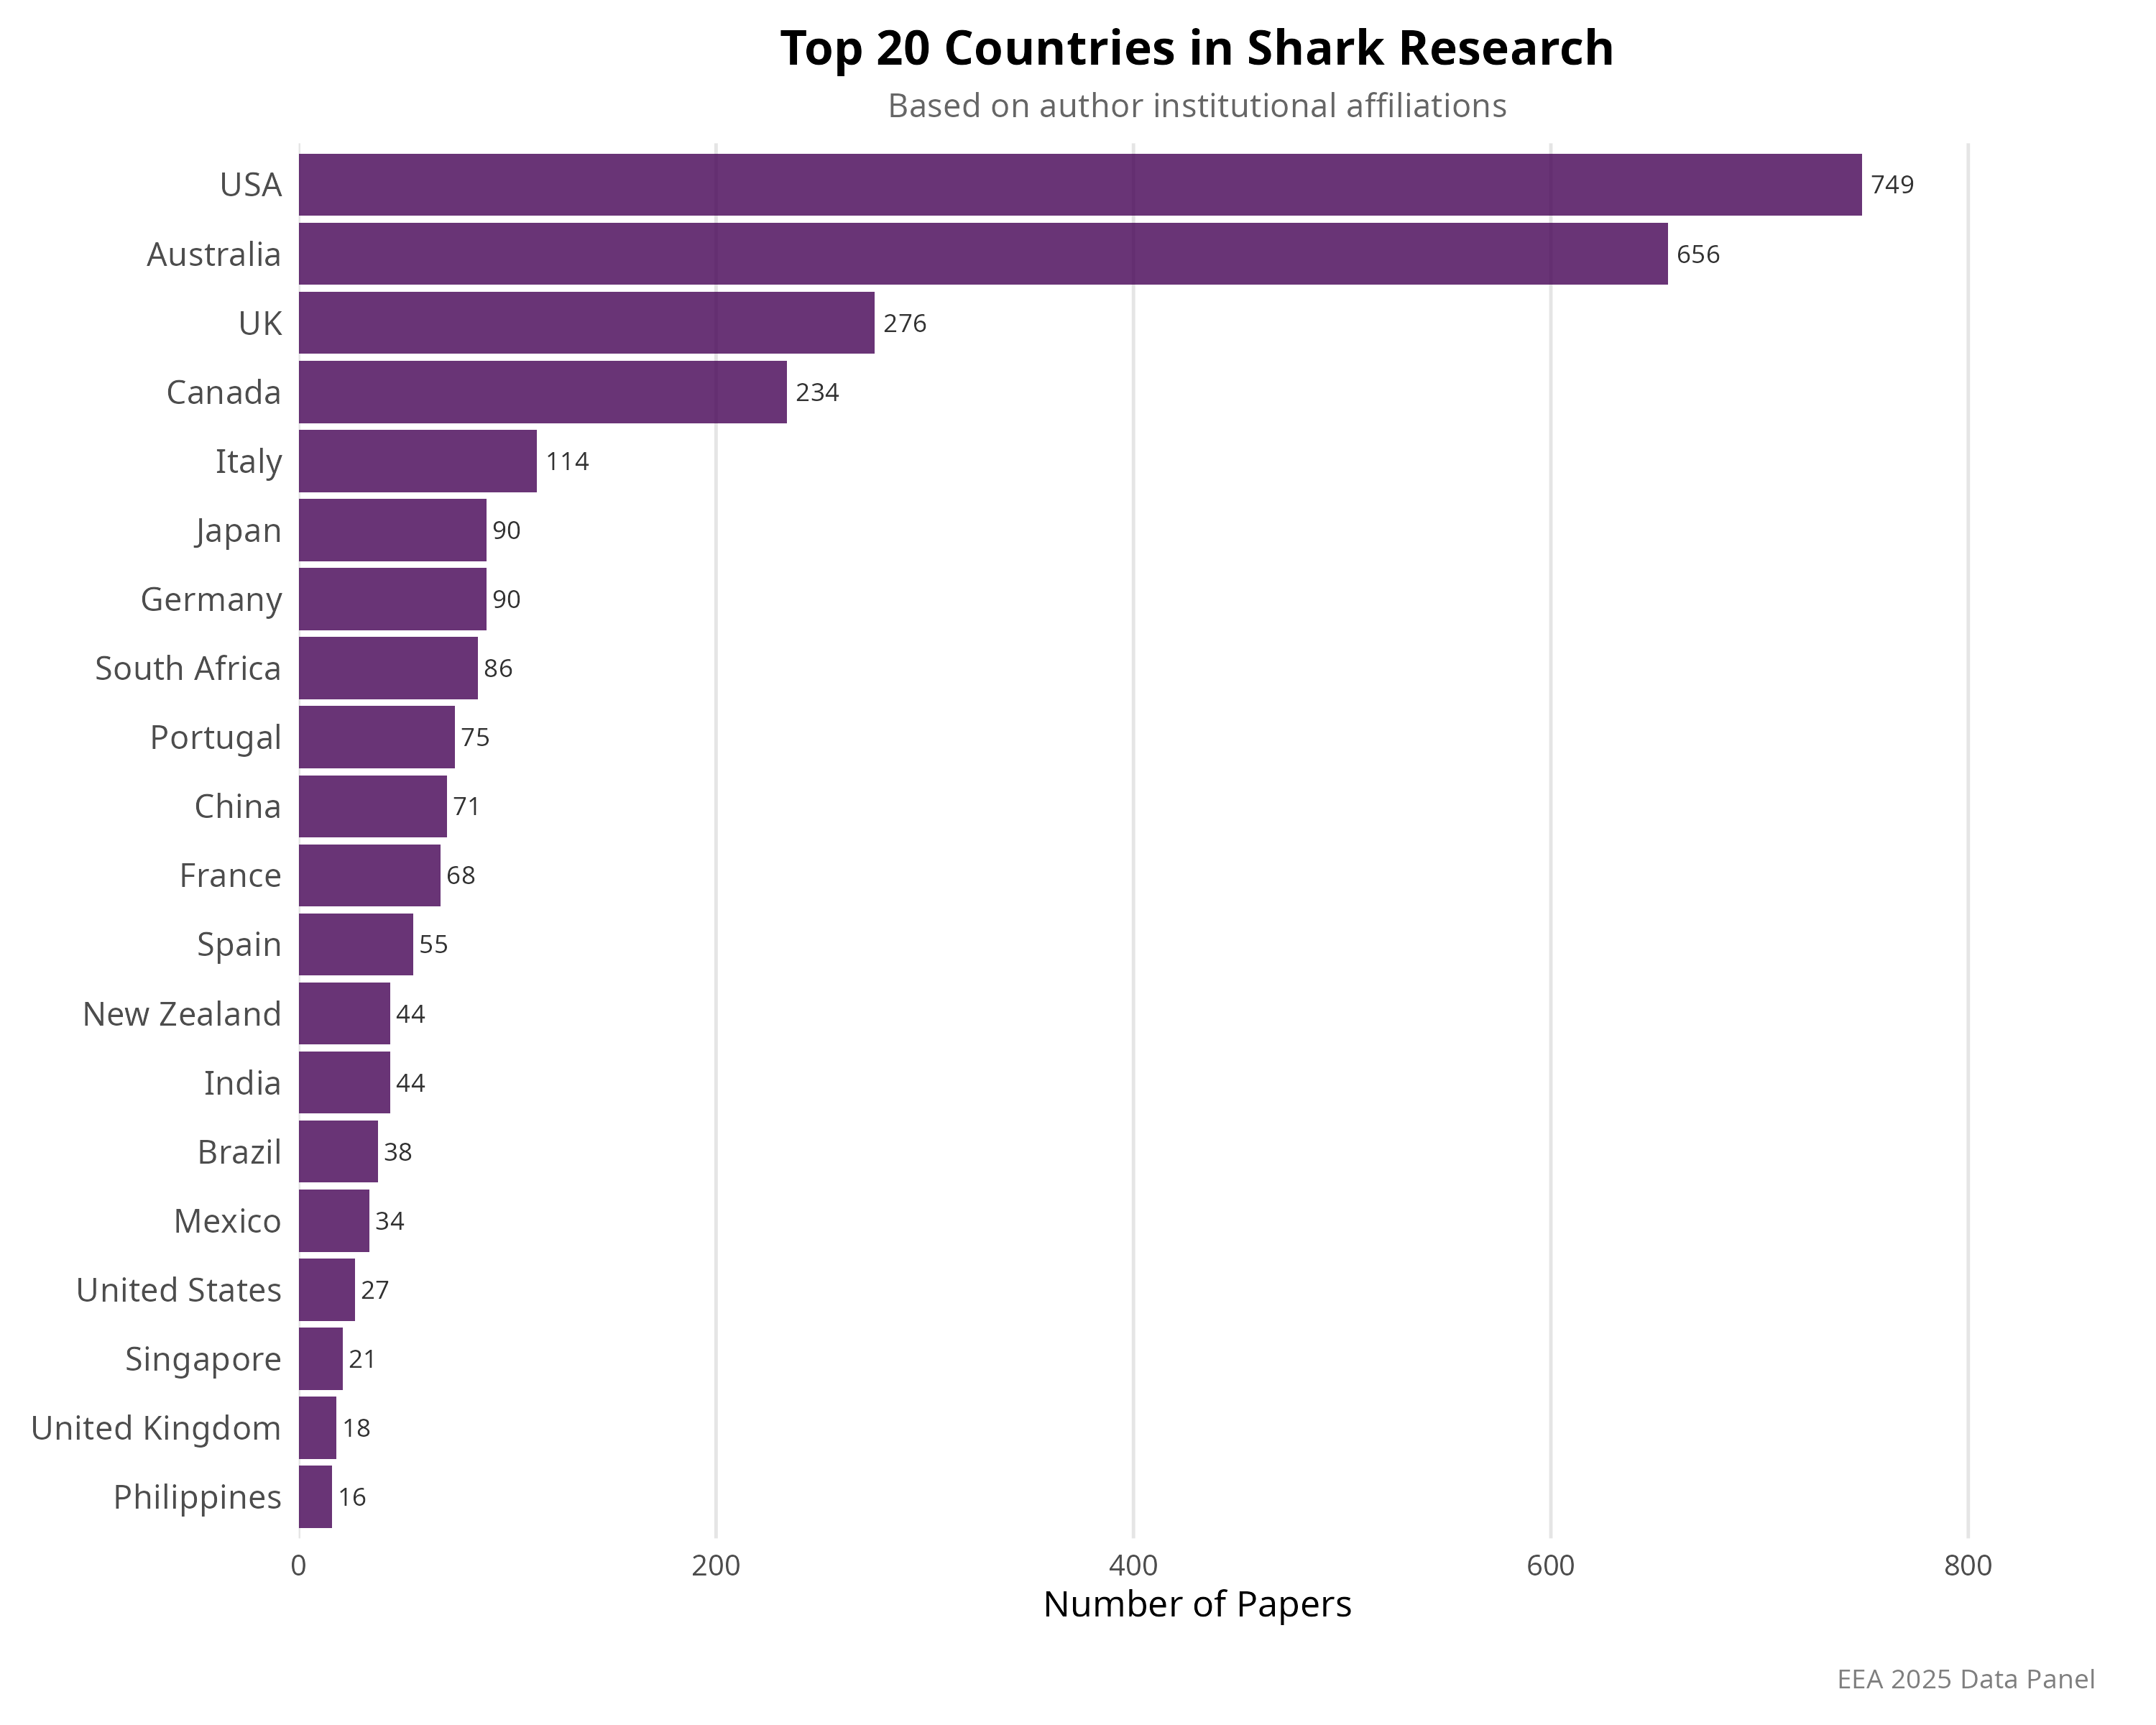 Top 20 Countries in Shark Research
Based on author institutional affiliations
USA 749
Australia 656
UK 276
Canada 234
Italy 114
Japan 90
Germany 90
South Africa 86
Portugal 75
China 71
France 68
Spain 55
New Zealand 44
India 44
Brazil 38
Mexico 34
United States 27
Singapore 21
United Kingdom 18
Philippines 16
0 200 400 600 800
Number of Papers
EEA 2025 Data Panel